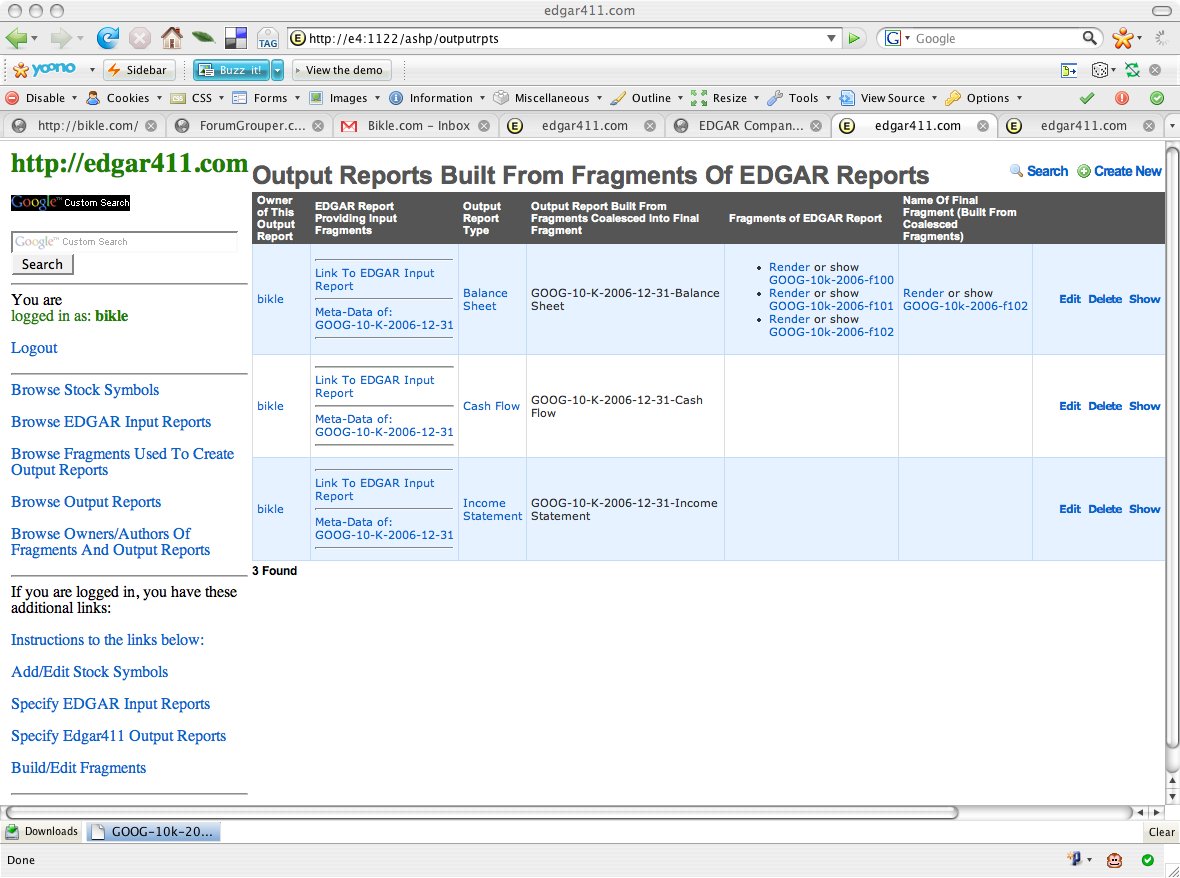 edgar411.com
TAG
E http://e4:1122/ashp/outputrpts
G Google
yoono
Sidebar
Buzz it!
View the demo
Disable
Cookies
CSS
Forms
Images
Information
Miscellaneous
Outline
Resize
Tools
View Source
Options
http://bikle.com/
ForumGrouper.c...
Bikle.com – Inbox
E edgar411.com
EDGAR Compan...
E edgar411.com
E edgar411.com
http://edgar411.com
Google™ Custom Search
Google™ Custom Search
Search
You are
logged in as: bikle
Logout
Browse Stock Symbols
Browse EDGAR Input Reports
Browse Fragments Used To Create
Output Reports
Browse Output Reports
Browse Owners/Authors Of
Fragments And Output Reports
If you are logged in, you have these
additional links:
Instructions to the links below:
Add/Edit Stock Symbols
Specify EDGAR Input Reports
Specify Edgar411 Output Reports
Build/Edit Fragments
Output Reports Built From Fragments Of EDGAR Reports
Search
Create New
Owner
of This
Output
Report
EDGAR Report
Providing Input
Fragments
Output
Report
Type
Output Report Built From
Fragments Coalesced Into Final
Fragment
Fragments of EDGAR Report
Name Of Final
Fragment (Built From
Coalesced
Fragments)
bikle
Link To EDGAR Input
Report
Meta-Data of:
GOOG-10-K-2006-12-31
Balance
Sheet
GOOG-10-K-2006-12-31-Balance
Sheet
• Render or show
GOOG-10k-2006-f100
• Render or show
GOOG-10k-2006-f101
• Render or show
GOOG-10k-2006-f102
Render or show
GOOG-10k-2006-f102
Edit Delete Show
bikle
Link To EDGAR Input
Report
Meta-Data of:
GOOG-10-K-2006-12-31
Cash Flow
GOOG-10-K-2006-12-31-Cash
Flow
Edit Delete Show
bikle
Link To EDGAR Input
Report
Meta-Data of:
GOOG-10-K-2006-12-31
Income
Statement
GOOG-10-K-2006-12-31-Income
Statement
Edit Delete Show
3 Found
Downloads
GOOG-10k-20...
Clear
Done